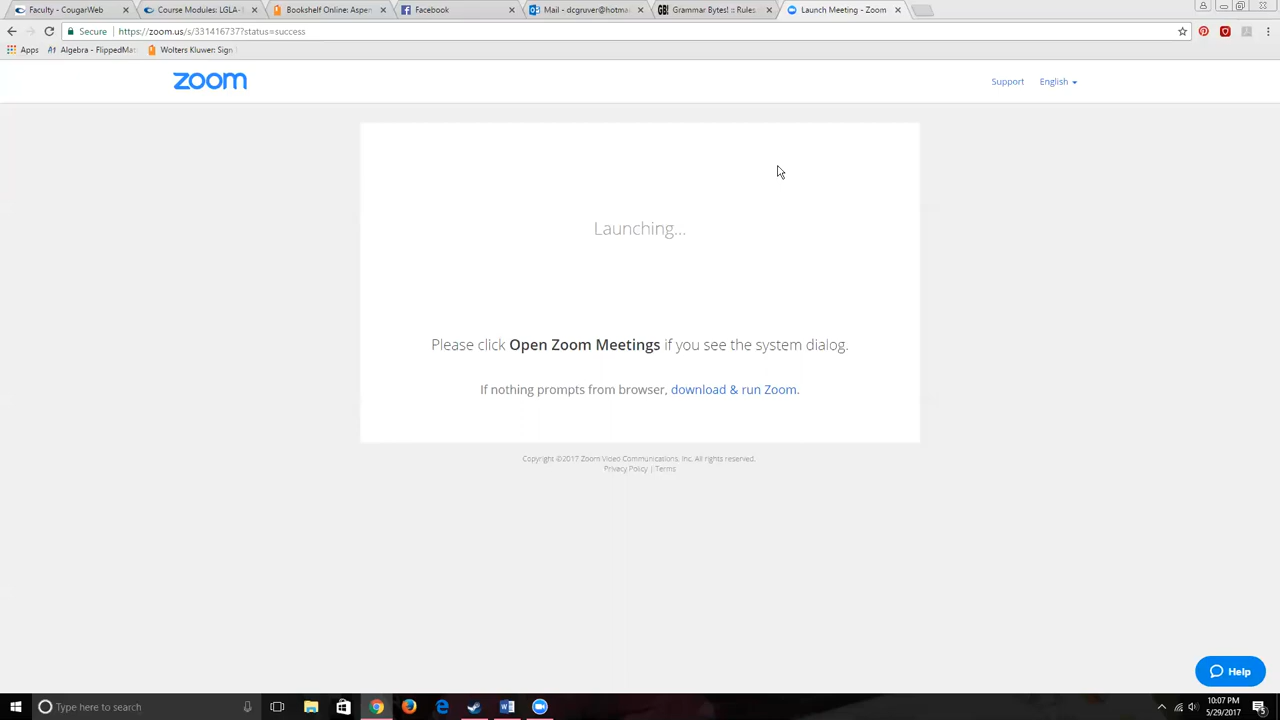 Faculty - CougarWeb
Course Modules: LGLA-
Bookshelf Online: Aspen
Facebook
Mail - dcgruver@hotma
GB Grammar Bytes! :: Rules
Launch Meeting - Zoom
Secure https://zoom.us/s/331416737?status=success
Apps
Algebra - FlippedMat
Wolters Kluwer: Sign
zoom
Support
English
Launching...
Please click Open Zoom Meetings if you see the system dialog.
If nothing prompts from browser, download & run Zoom.
Copyright ©2017 Zoom Video Communications, Inc. All rights reserved.
Privacy Policy | Terms
Help
Type here to search
10:07 PM
5/29/2017